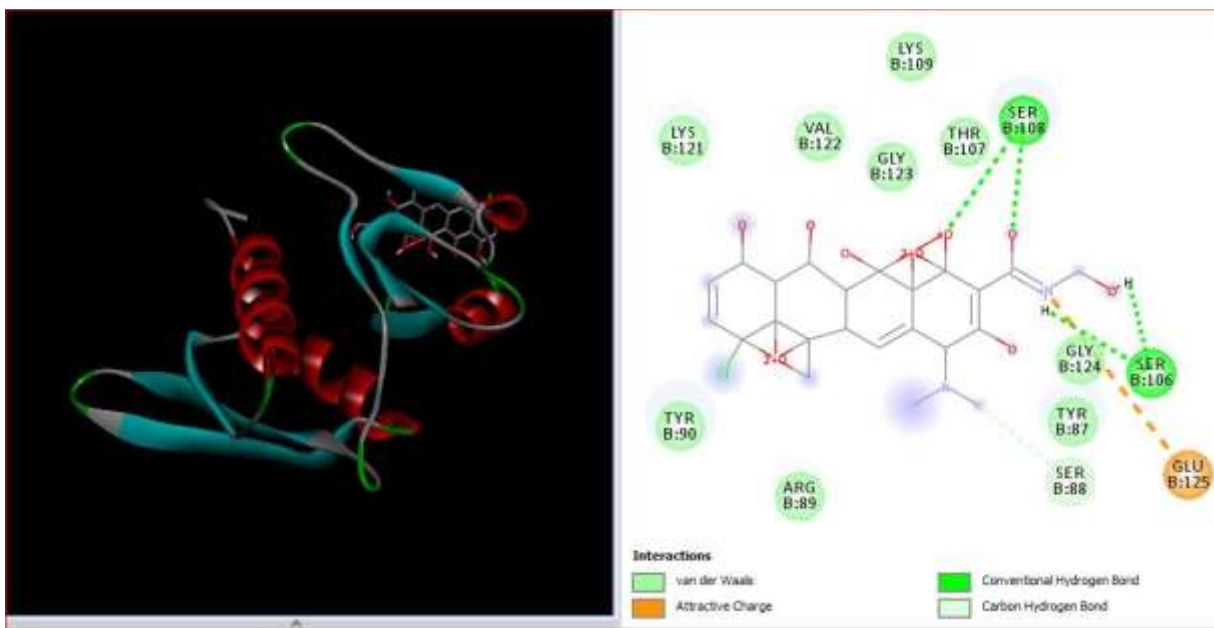 LYS
B:109
SER
B:108
LYS
B:121
VAL
B:122
THR
B:107
GLY
B:123
O
O
O
O
O
O
H
N
O
H
O
GLY
B:124
SER
B:106
N
TYR
B:90
TYR
B:87
GLU
B:125
SER
B:88
ARG
B:89
Interactions
van der Waals
Conventional Hydrogen Bond
Attractive Charge
Carbon Hydrogen Bond